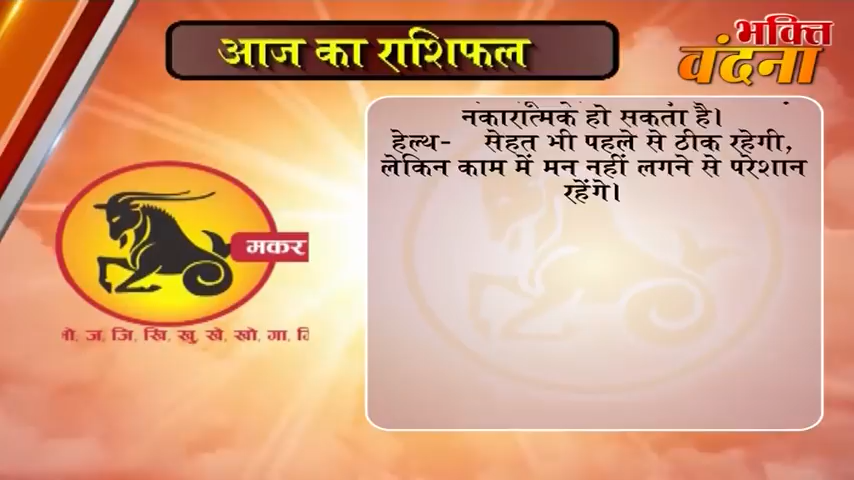 आज का राशिफल
भक्ति
वंदना
नकारात्मक हो सकता है।
हेल्थ- सेहत भी पहले से ठीक रहेगी,
लेकिन काम में मन नहीं लगने से परेशान
रहेंगे।
मकर
ज, जि, खि, खु, खे, खो, गा,